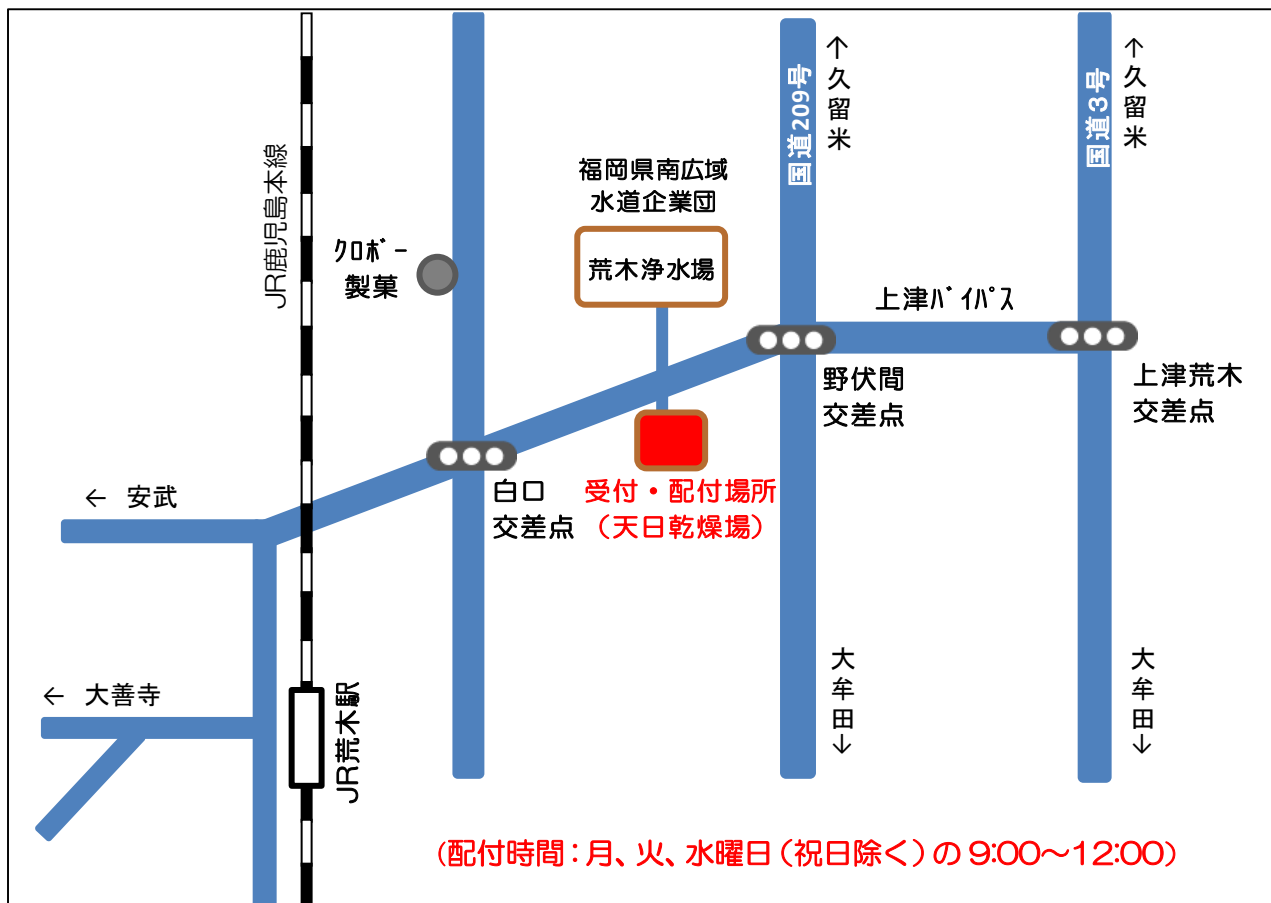 ↑久留米
国道209号
↑久留米
国道3号
JR鹿児島本線
福岡県南広域
水道企業団
荒木浄水場
ｸﾛﾎﾞｰ
製菓
上津ﾊﾞｲﾊﾟｽ
野伏間
交差点
上津荒木
交差点
← 安武
白口
交差点
受付・配付場所
（天日乾燥場）
← 大善寺
JR荒木駅
大牟田↓
大牟田↓
（配付時間：月、火、水曜日（祝日除く）の 9:00～12:00）